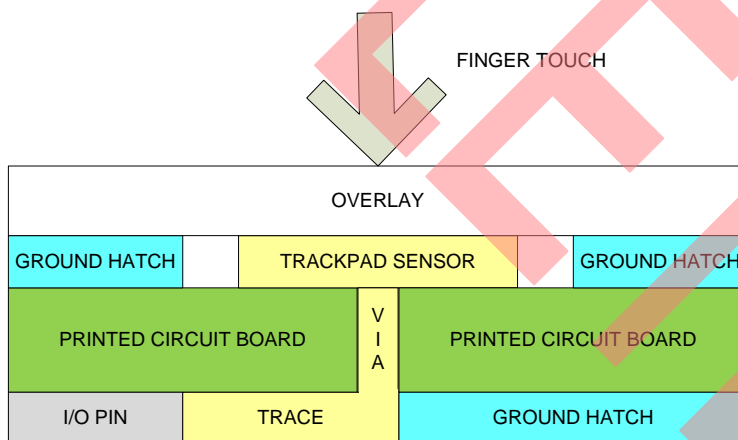 FINGER TOUCH
OVERLAY
GROUND HATCH
TRACKPAD SENSOR
GROUND HATCH
PRINTED CIRCUIT BOARD
VIA
PRINTED CIRCUIT BOARD
I/O PIN
TRACE
GROUND HATCH